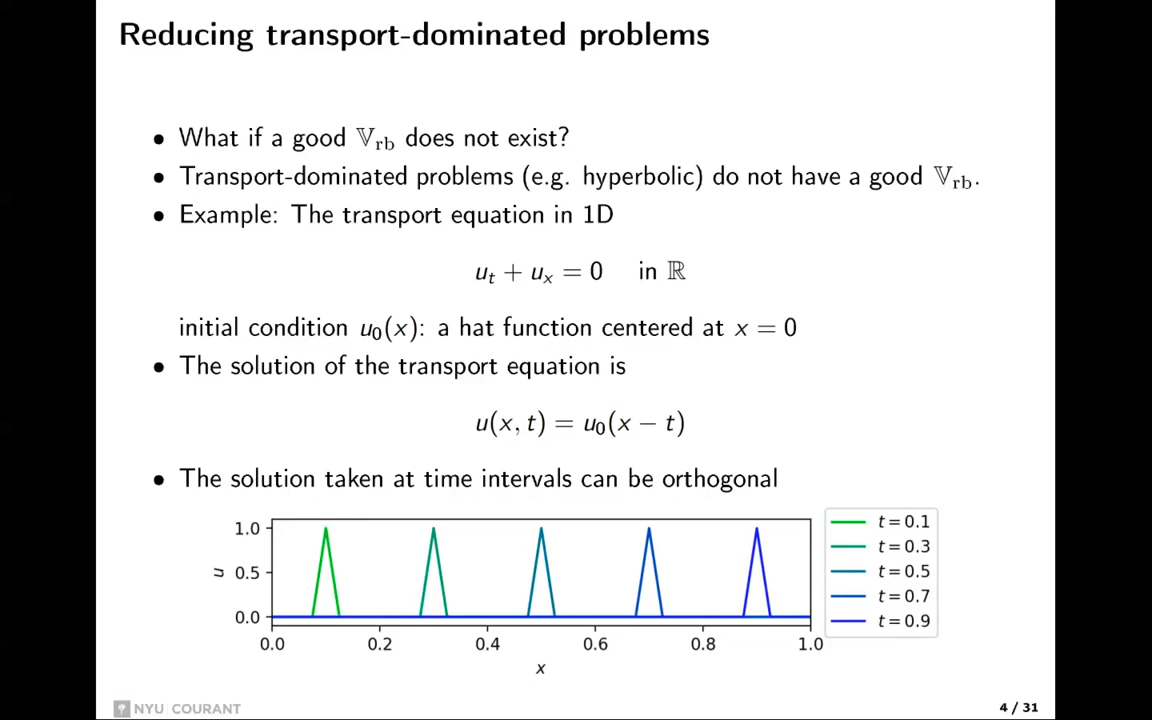 Reducing transport-dominated problems
• What if a good 𝕍rb does not exist?
• Transport-dominated problems (e.g. hyperbolic) do not have a good 𝕍rb.
• Example: The transport equation in 1D
ut + ux = 0 in ℝ
initial condition u0(x): a hat function centered at x = 0
• The solution of the transport equation is
u(x, t) = u0(x − t)
• The solution taken at time intervals can be orthogonal
1.0
0.5
0.0
u
0.0 0.2 0.4 0.6 0.8 1.0
x
t = 0.1
t = 0.3
t = 0.5
t = 0.7
t = 0.9
NYU COURANT
4 / 31